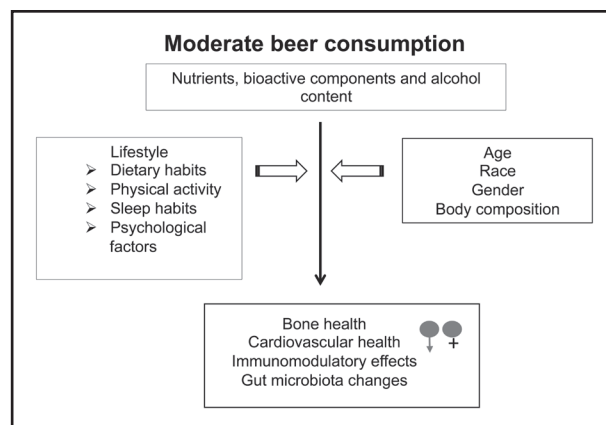 Moderate beer consumption
Nutrients, bioactive components and alcohol
content
Lifestyle
➢ Dietary habits
➢ Physical activity
➢ Sleep habits
➢ Psychological
factors
Age
Race
Gender
Body composition
Bone health
Cardiovascular health
Immunomodulatory effects
Gut microbiota changes